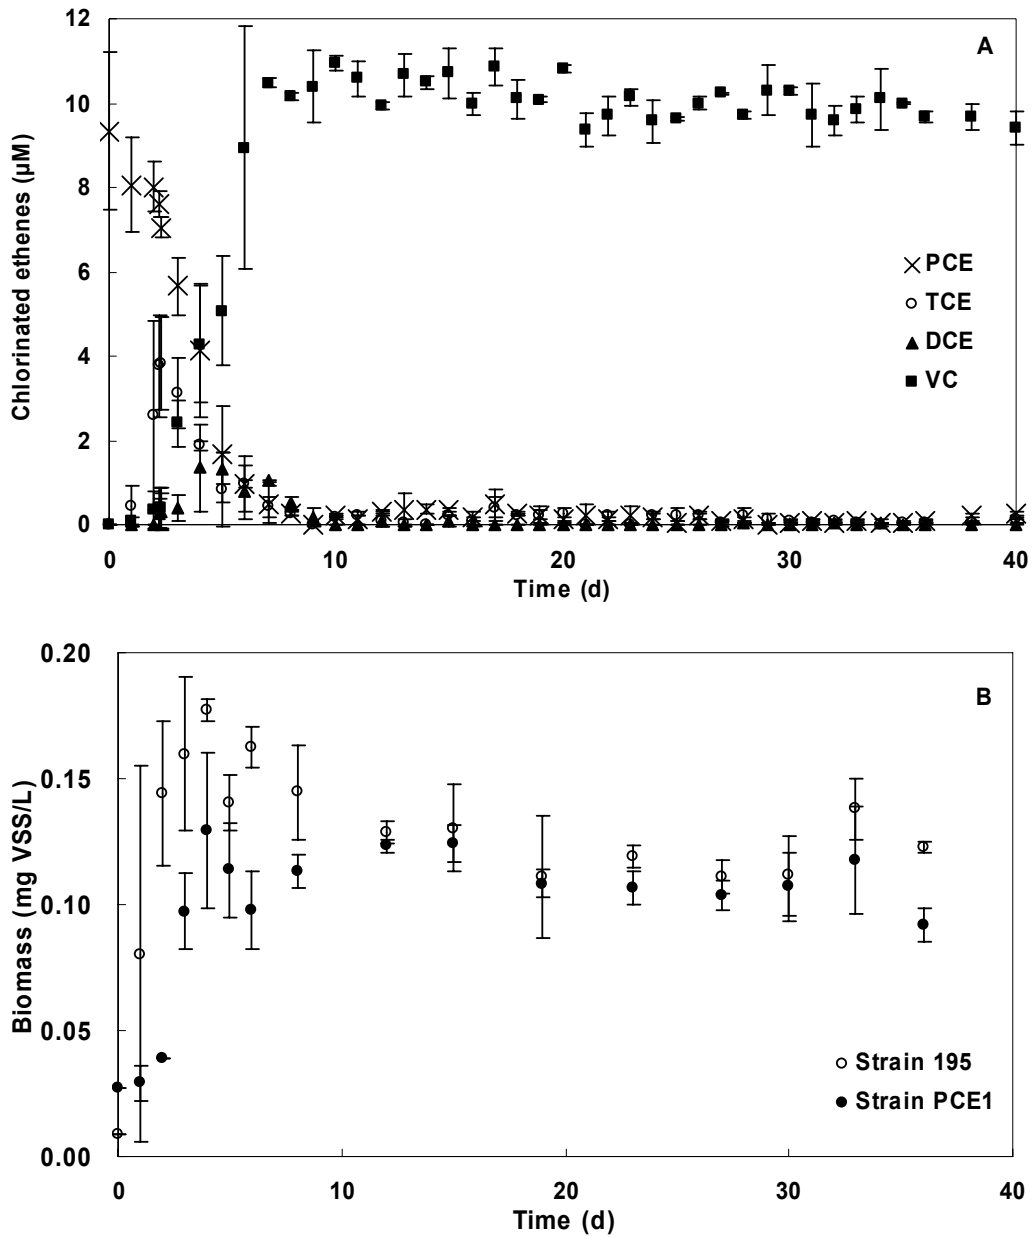 12
A
10
8
6
4
2
0
Chlorinated ethenes (µM)
PCE
TCE
DCE
VC
0 10 20 30 40
Time (d)
0.20
B
0.15
0.10
0.05
0.00
Biomass (mg VSS/L)
Strain 195
Strain PCE1
0 10 20 30 40
Time (d)